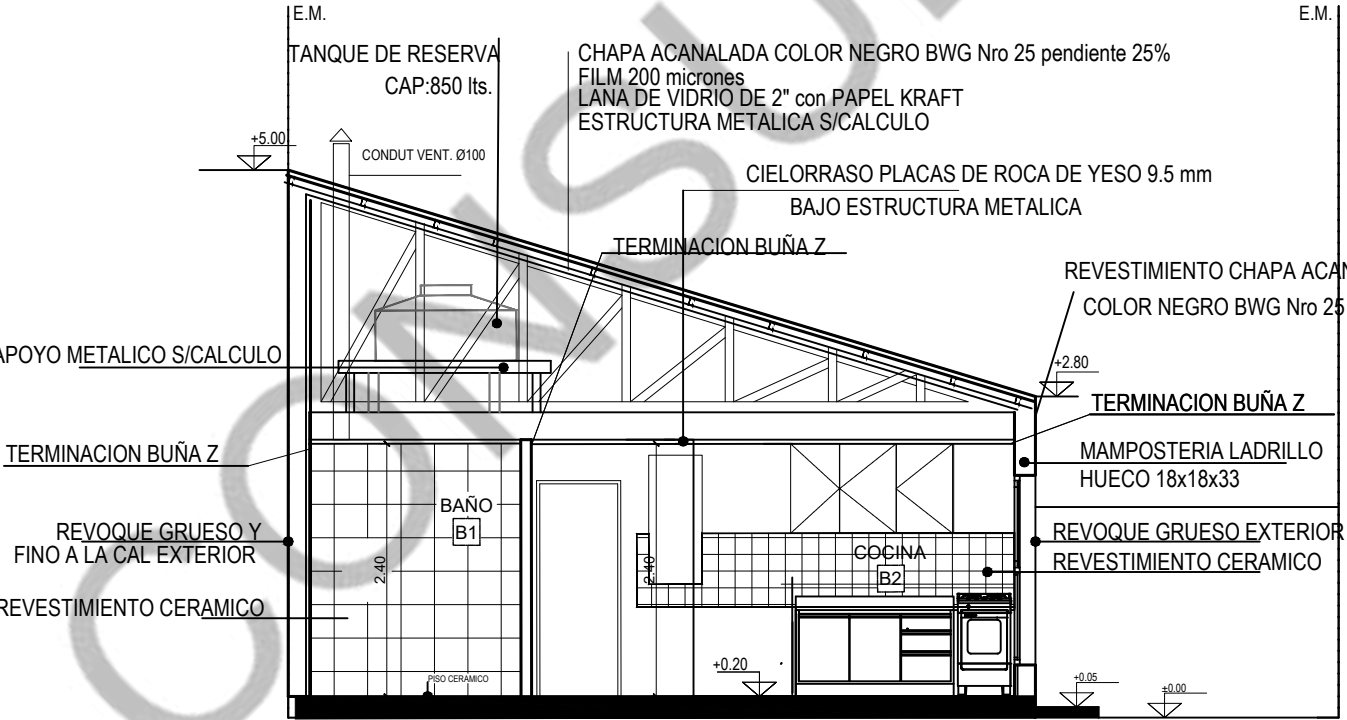 E.M.
E.M.
TANQUE DE RESERVA
CAP:850 lts.
CHAPA ACANALADA COLOR NEGRO BWG Nro 25 pendiente 25%
FILM 200 micrones
LANA DE VIDRIO DE 2" con PAPEL KRAFT
ESTRUCTURA METALICA S/CALCULO
+5.00
CONDUT VENT. Ø100
CIELORRASO PLACAS DE ROCA DE YESO 9.5 mm
BAJO ESTRUCTURA METALICA
TERMINACION BUÑA Z
REVESTIMIENTO CHAPA ACAN
COLOR NEGRO BWG Nro 25
APOYO METALICO S/CALCULO
+2.80
TERMINACION BUÑA Z
TERMINACION BUÑA Z
MAMPOSTERIA LADRILLO
HUECO 18x18x33
BAÑO
B1
REVOQUE GRUESO Y
FINO A LA CAL EXTERIOR
REVOQUE GRUESO EXTERIOR
COCINA
B2
REVESTIMIENTO CERAMICO
2.40
2.40
REVESTIMIENTO CERAMICO
PISO CERAMICO
+0.20
+0.05
±0.00
CONSU